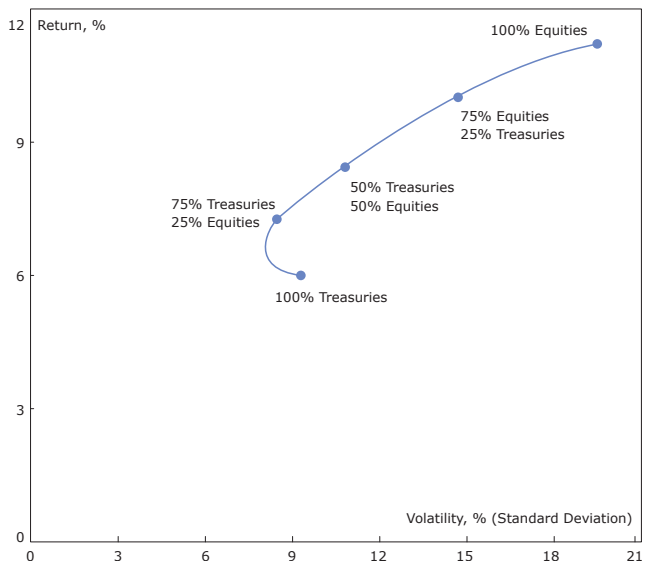 12
Return, %
100% Equities
75% Equities
25% Treasuries
9
50% Treasuries
50% Equities
75% Treasuries
25% Equities
6
100% Treasuries
3
Volatility, % (Standard Deviation)
0
0 3 6 9 12 15 18 21